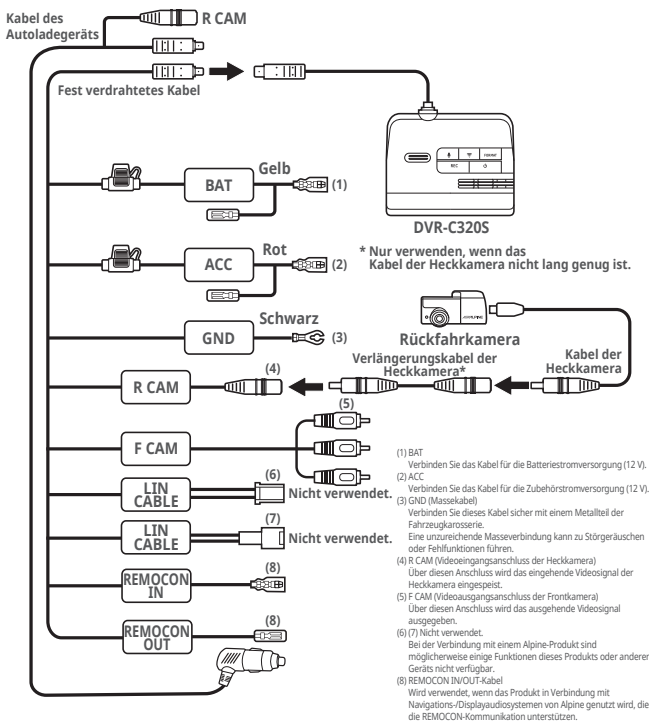 Kabel des
Autoladegeräts
R CAM
Fest verdrahtetes Kabel
REC
FORMAT
DVR-C320S
Gelb
BAT
(1)
* Nur verwenden, wenn das
Kabel der Heckkamera nicht lang genug ist.
Rot
ACC
(2)
Schwarz
GND
(3)
ALPINE
Rückfahrkamera
Verlängerungskabel der
Heckkamera*
Kabel der
Heckkamera
(4)
R CAM
(5)
F CAM
(6)
LIN
CABLE
Nicht verwendet.
(7)
LIN
CABLE
Nicht verwendet.
(8)
REMOCON
IN
(8)
REMOCON
OUT
(1) BAT
Verbinden Sie das Kabel für die Batteriestromversorgung (12 V).
(2) ACC
Verbinden Sie das Kabel für die Zubehörstromversorgung (12 V).
(3) GND (Massekabel)
Verbinden Sie dieses Kabel sicher mit einem Metallteil der
Fahrzeugkarosserie.
Eine unzureichende Masseverbindung kann zu Störgeräuschen
oder Fehlfunktionen führen.
(4) R CAM (Videoeingangsanschluss der Heckkamera)
Über diesen Anschluss wird das eingehende Videosignal der
Heckkamera eingespeist.
(5) F CAM (Videoausgangsanschluss der Frontkamera)
Über diesen Anschluss wird das ausgehende Videosignal
ausgegeben.
(6) (7) Nicht verwendet.
Bei der Verbindung mit einem Alpine-Produkt sind
möglicherweise einige Funktionen dieses Produkts oder anderer
Geräts nicht verfügbar.
(8) REMOCON IN/OUT-Kabel
Wird verwendet, wenn das Produkt in Verbindung mit
Navigations-/Displayaudiosystemen von Alpine genutzt wird, die
die REMOCON-Kommunikation unterstützen.